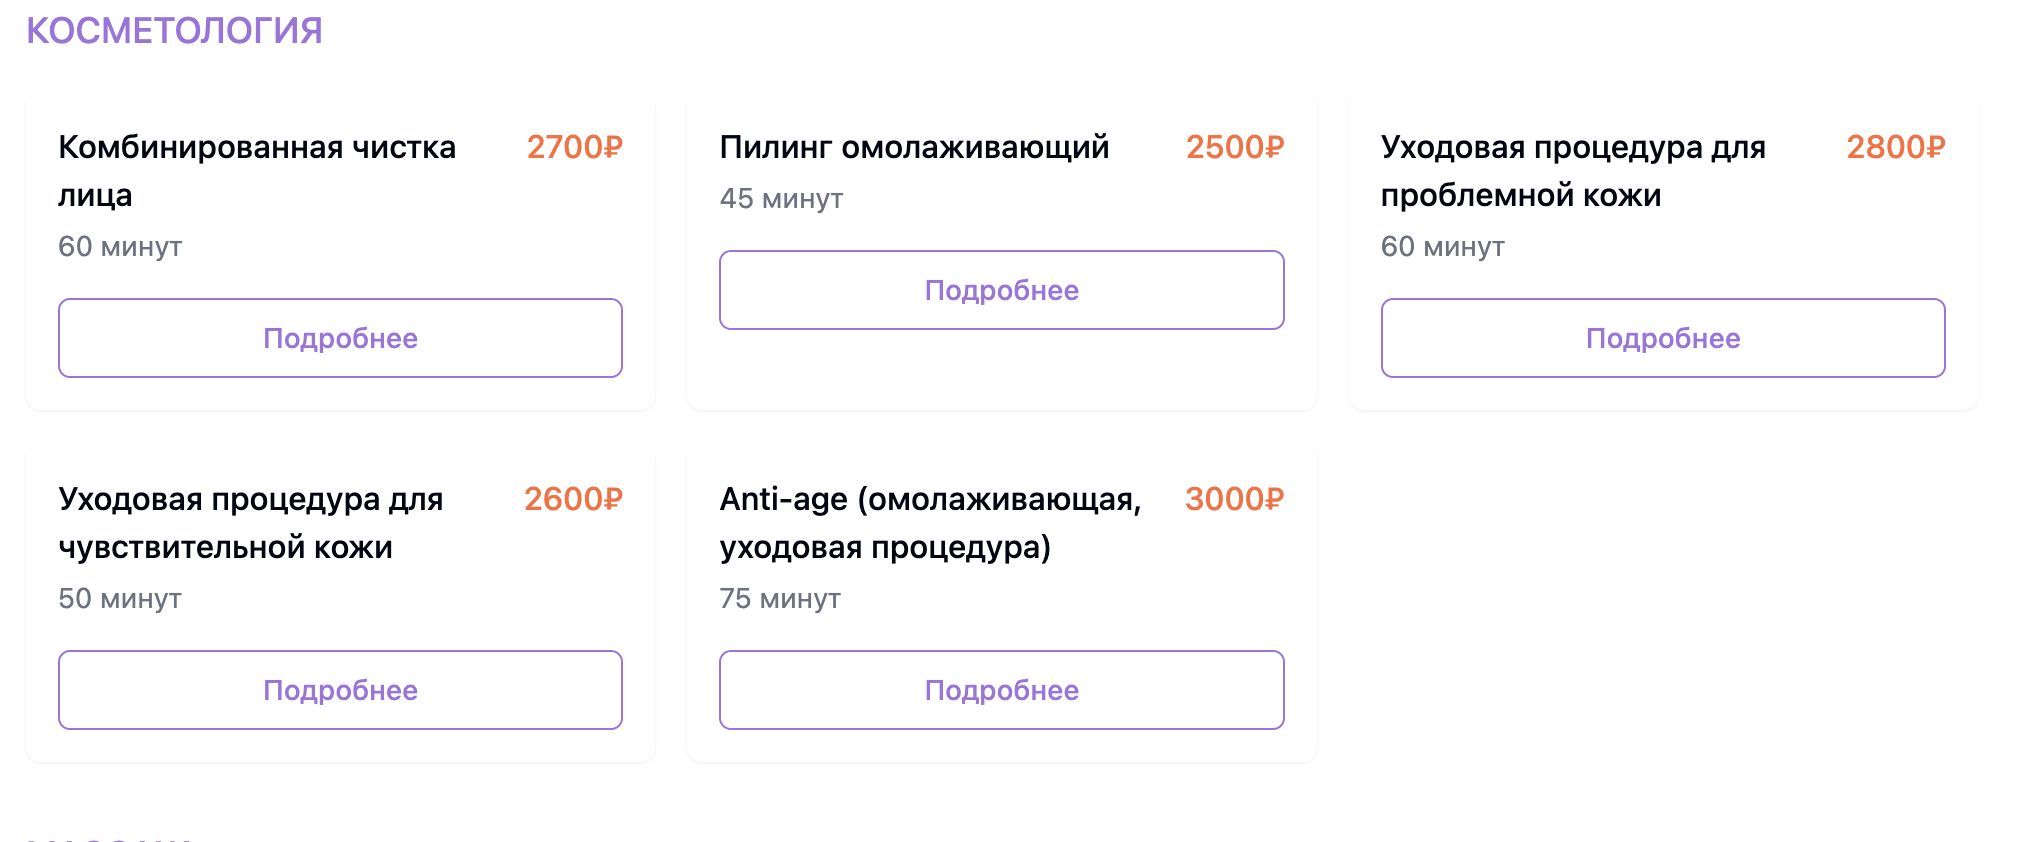 КОСМЕТОЛОГИЯ
Комбинированная чистка
лица
2700₽
60 минут
Подробнее
Пилинг омолаживающий
2500₽
45 минут
Подробнее
Уходовая процедура для
проблемной кожи
2800₽
60 минут
Подробнее
Уходовая процедура для
чувствительной кожи
2600₽
50 минут
Подробнее
Anti-age (омолаживающая,
уходовая процедура)
3000₽
75 минут
Подробнее